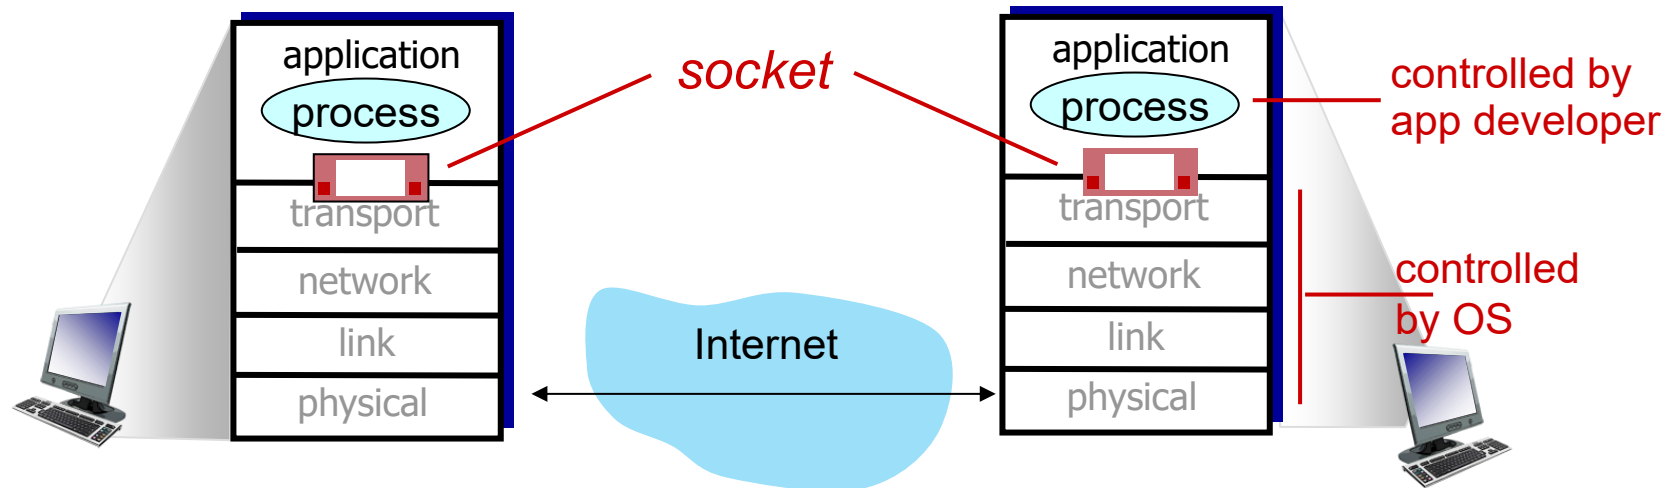 application
process
transport
network
link
physical
socket
Internet
application
process
transport
network
link
physical
controlled by
app developer
controlled
by OS